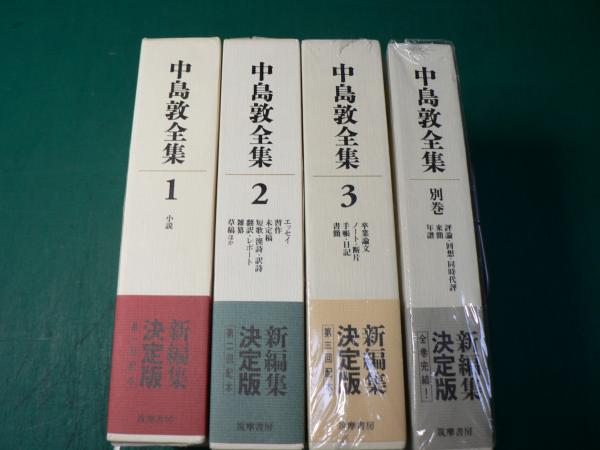 中島敦全集
1
小説
新編集
決定版
第一回配本
筑摩書房
中島敦全集
2
エッセイ
習作
未定稿
短歌・漢詩・訳詩
翻訳・レポート
雑纂
草稿ほか
新編集
決定版
第二回配本
筑摩書房
中島敦全集
3
卒業論文
ノート・断片
手帳・日記
書簡
新編集
決定版
第三回配本
筑摩書房
中島敦全集
別巻
評論・回想・同時代評
来簡
年譜
新編集
決定版
全巻完結!
筑摩書房